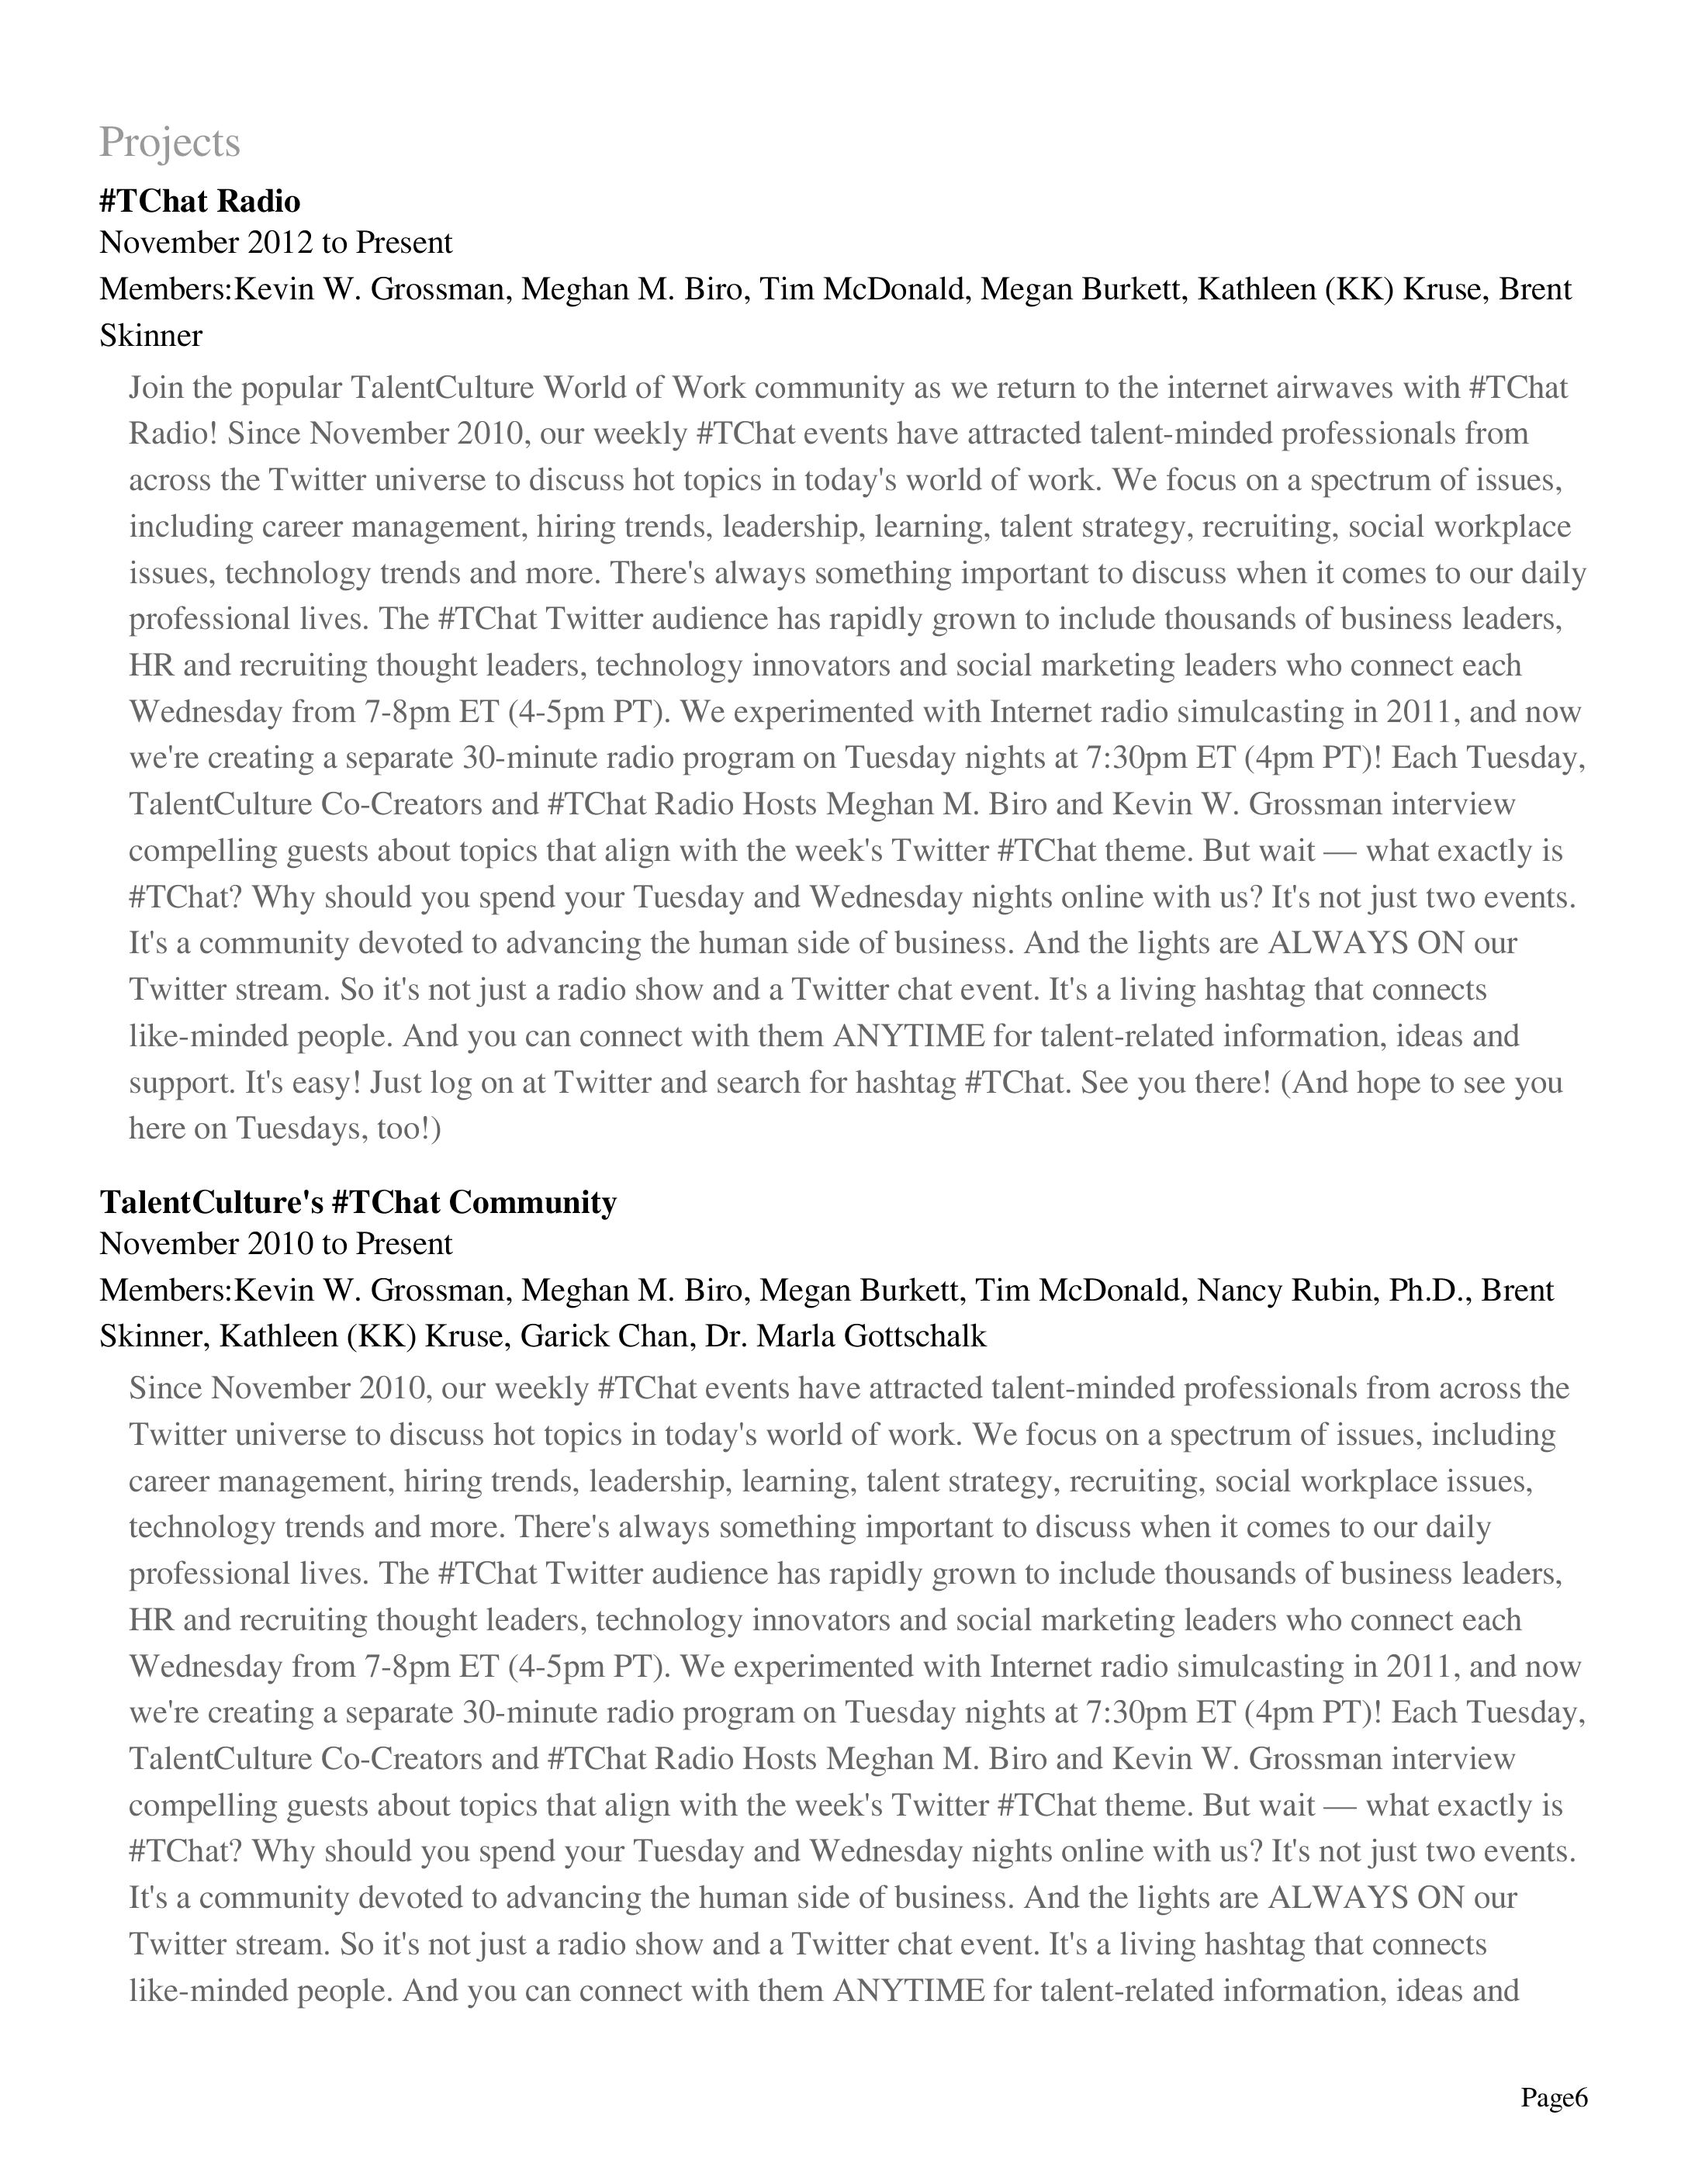 Projects
#TChat Radio
November 2012 to Present
Members:Kevin W. Grossman, Meghan M. Biro, Tim McDonald, Megan Burkett, Kathleen (KK) Kruse, Brent
Skinner
Join the popular TalentCulture World of Work community as we return to the internet airwaves with #TChat
Radio! Since November 2010, our weekly #TChat events have attracted talent-minded professionals from
across the Twitter universe to discuss hot topics in today's world of work. We focus on a spectrum of issues,
including career management, hiring trends, leadership, learning, talent strategy, recruiting, social workplace
issues, technology trends and more. There's always something important to discuss when it comes to our daily
professional lives. The #TChat Twitter audience has rapidly grown to include thousands of business leaders,
HR and recruiting thought leaders, technology innovators and social marketing leaders who connect each
Wednesday from 7-8pm ET (4-5pm PT). We experimented with Internet radio simulcasting in 2011, and now
we're creating a separate 30-minute radio program on Tuesday nights at 7:30pm ET (4pm PT)! Each Tuesday,
TalentCulture Co-Creators and #TChat Radio Hosts Meghan M. Biro and Kevin W. Grossman interview
compelling guests about topics that align with the week's Twitter #TChat theme. But wait — what exactly is
#TChat? Why should you spend your Tuesday and Wednesday nights online with us? It's not just two events.
It's a community devoted to advancing the human side of business. And the lights are ALWAYS ON our
Twitter stream. So it's not just a radio show and a Twitter chat event. It's a living hashtag that connects
like-minded people. And you can connect with them ANYTIME for talent-related information, ideas and
support. It's easy! Just log on at Twitter and search for hashtag #TChat. See you there! (And hope to see you
here on Tuesdays, too!)
TalentCulture's #TChat Community
November 2010 to Present
Members:Kevin W. Grossman, Meghan M. Biro, Megan Burkett, Tim McDonald, Nancy Rubin, Ph.D., Brent
Skinner, Kathleen (KK) Kruse, Garick Chan, Dr. Marla Gottschalk
Since November 2010, our weekly #TChat events have attracted talent-minded professionals from across the
Twitter universe to discuss hot topics in today's world of work. We focus on a spectrum of issues, including
career management, hiring trends, leadership, learning, talent strategy, recruiting, social workplace issues,
technology trends and more. There's always something important to discuss when it comes to our daily
professional lives. The #TChat Twitter audience has rapidly grown to include thousands of business leaders,
HR and recruiting thought leaders, technology innovators and social marketing leaders who connect each
Wednesday from 7-8pm ET (4-5pm PT). We experimented with Internet radio simulcasting in 2011, and now
we're creating a separate 30-minute radio program on Tuesday nights at 7:30pm ET (4pm PT)! Each Tuesday,
TalentCulture Co-Creators and #TChat Radio Hosts Meghan M. Biro and Kevin W. Grossman interview
compelling guests about topics that align with the week's Twitter #TChat theme. But wait — what exactly is
#TChat? Why should you spend your Tuesday and Wednesday nights online with us? It's not just two events.
It's a community devoted to advancing the human side of business. And the lights are ALWAYS ON our
Twitter stream. So it's not just a radio show and a Twitter chat event. It's a living hashtag that connects
like-minded people. And you can connect with them ANYTIME for talent-related information, ideas and
Page6